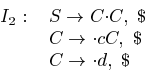 I₂ : S → C·C, $
C → ·cC, $
C → ·d, $